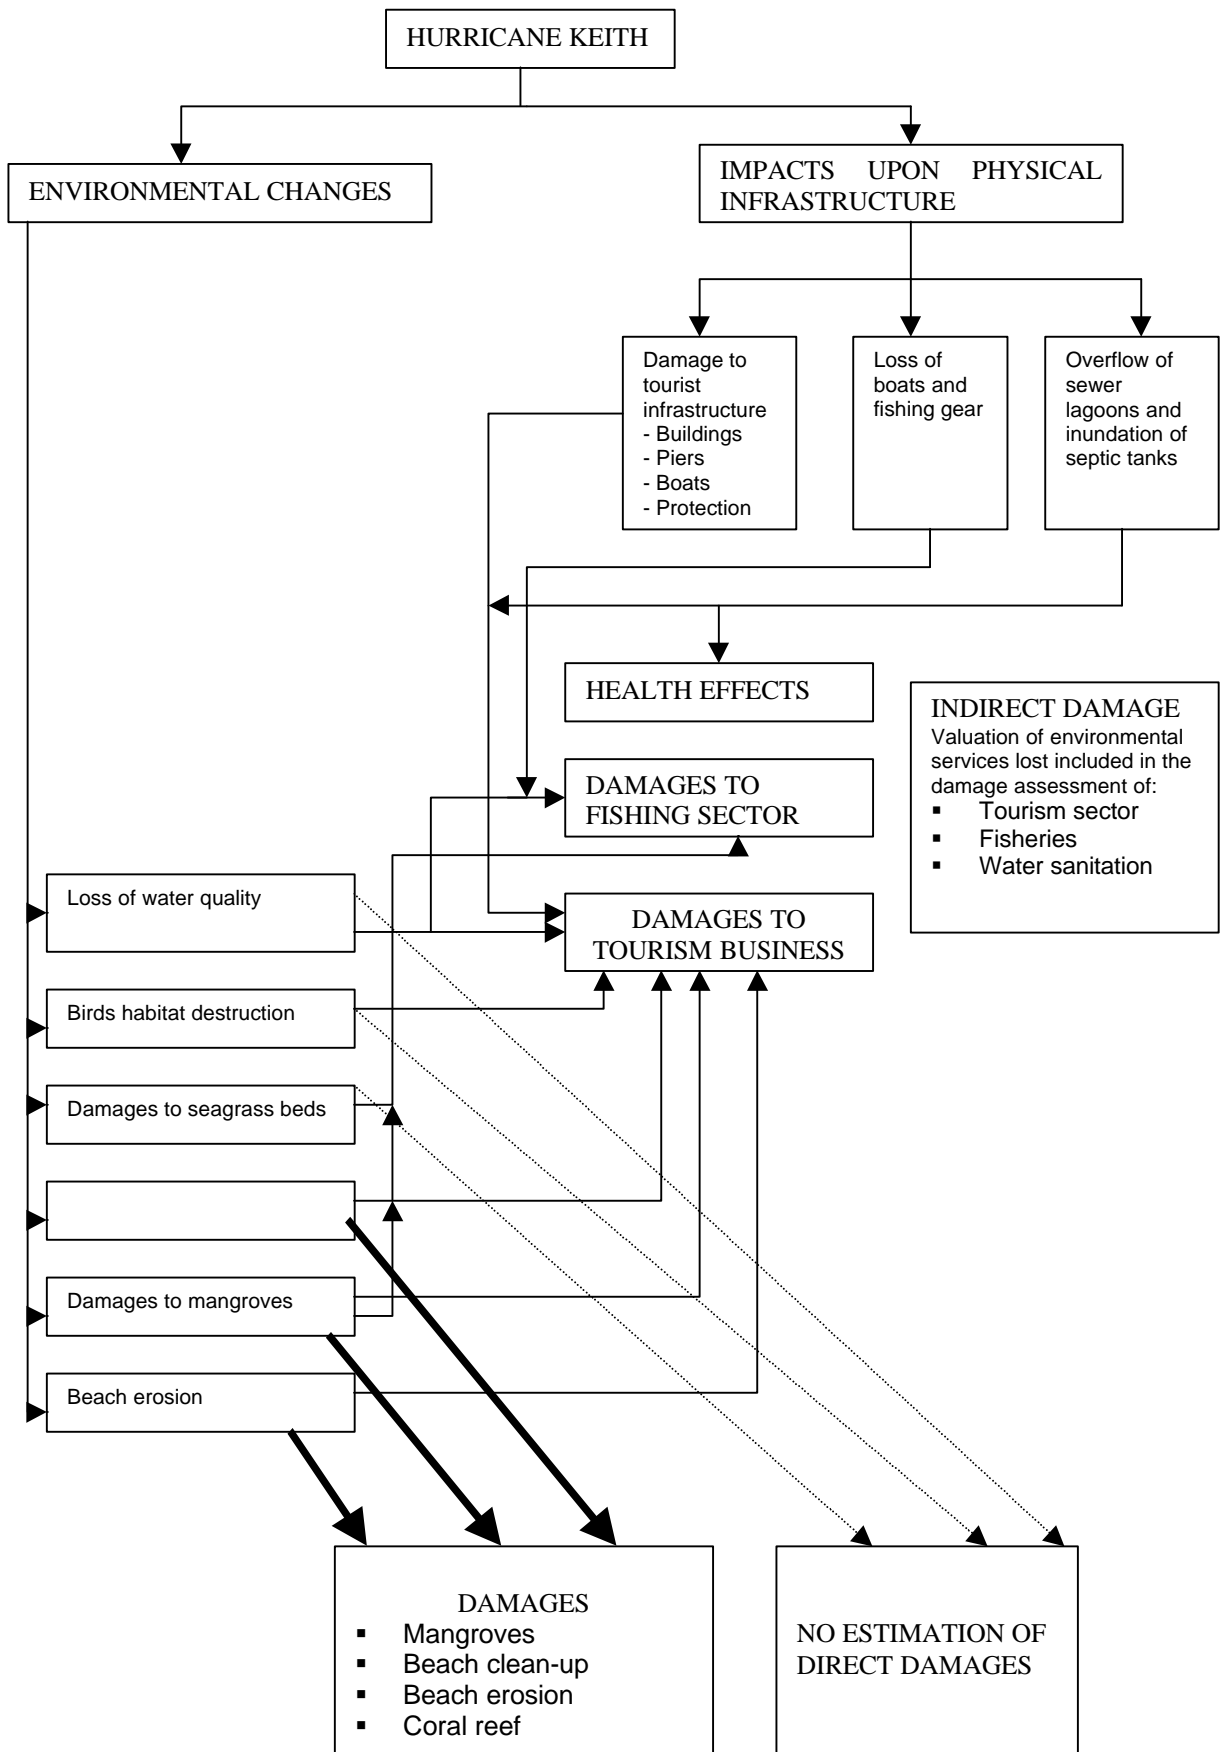 HURRICANE KEITH
ENVIRONMENTAL CHANGES
IMPACTS UPON PHYSICAL
INFRASTRUCTURE
Damage to
tourist
infrastructure
- Buildings
- Piers
- Boats
- Protection
Loss of
boats and
fishing gear
Overflow of
sewer
lagoons and
inundation of
septic tanks
HEALTH EFFECTS
INDIRECT DAMAGE
Valuation of environmental
services lost included in the
damage assessment of:
▪ Tourism sector
▪ Fisheries
▪ Water sanitation
DAMAGES TO
FISHING SECTOR
DAMAGES TO
TOURISM BUSINESS
Loss of water quality
Birds habitat destruction
Damages to seagrass beds
Damages to mangroves
Beach erosion
DAMAGES
▪ Mangroves
▪ Beach clean-up
▪ Beach erosion
▪ Coral reef
NO ESTIMATION OF
DIRECT DAMAGES